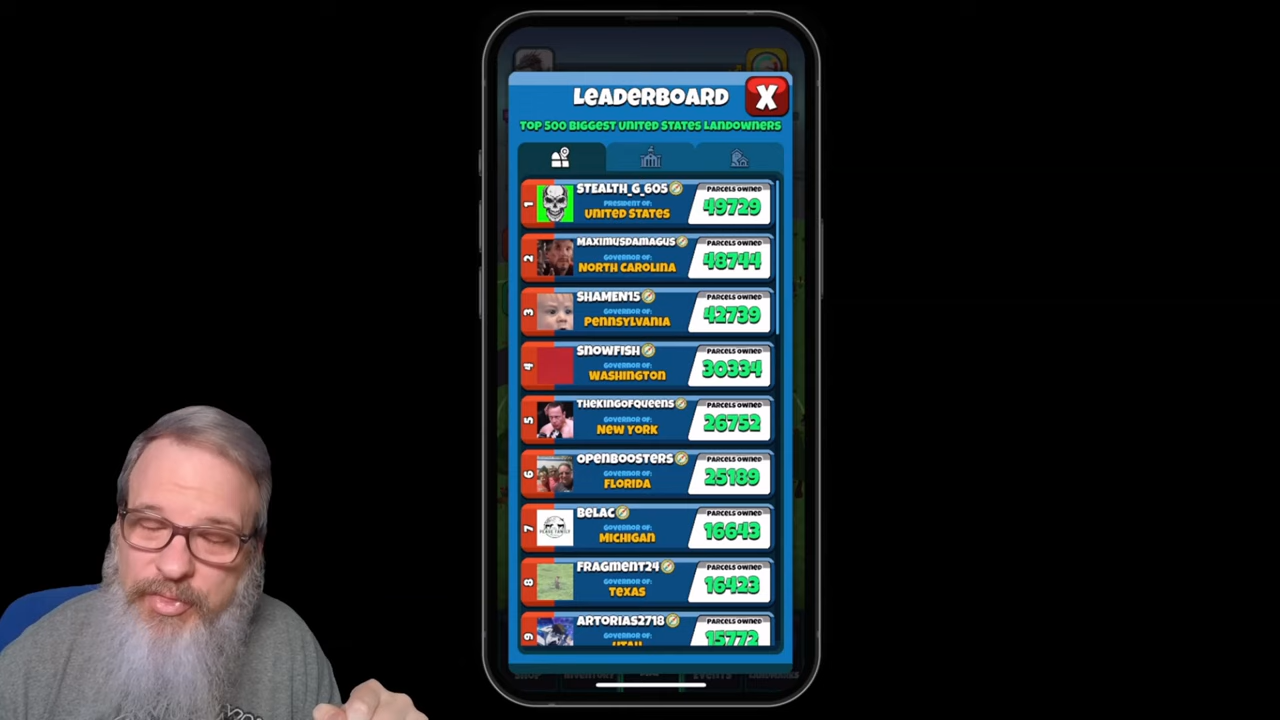 LEADERBOARD
X
TOP 500 BIGGEST UNITED STATES LANDOWNERS
1
STEALTH_G_605
PRESIDENT OF:
UNITED STATES
PARCELS OWNED
49729
2
MAXIMUSDAMAGUS
GOVERNOR OF:
NORTH CAROLINA
PARCELS OWNED
48744
3
SHAMEN15
GOVERNOR OF:
PENNSYLVANIA
PARCELS OWNED
42739
4
SNOWFISH
GOVERNOR OF:
WASHINGTON
PARCELS OWNED
30334
5
THEKINGOFQUEENS
GOVERNOR OF:
NEW YORK
PARCELS OWNED
26752
6
OPENBOOSTERS
GOVERNOR OF:
FLORIDA
PARCELS OWNED
25189
7
BELAC
GOVERNOR OF:
MICHIGAN
PARCELS OWNED
16643
8
FRAGMENT24
GOVERNOR OF:
TEXAS
PARCELS OWNED
16423
9
ARTORIAS2718
GOVERNOR OF:
UTAH
PARCELS OWNED
15772
SHOP
INVENTORY
EVENTS